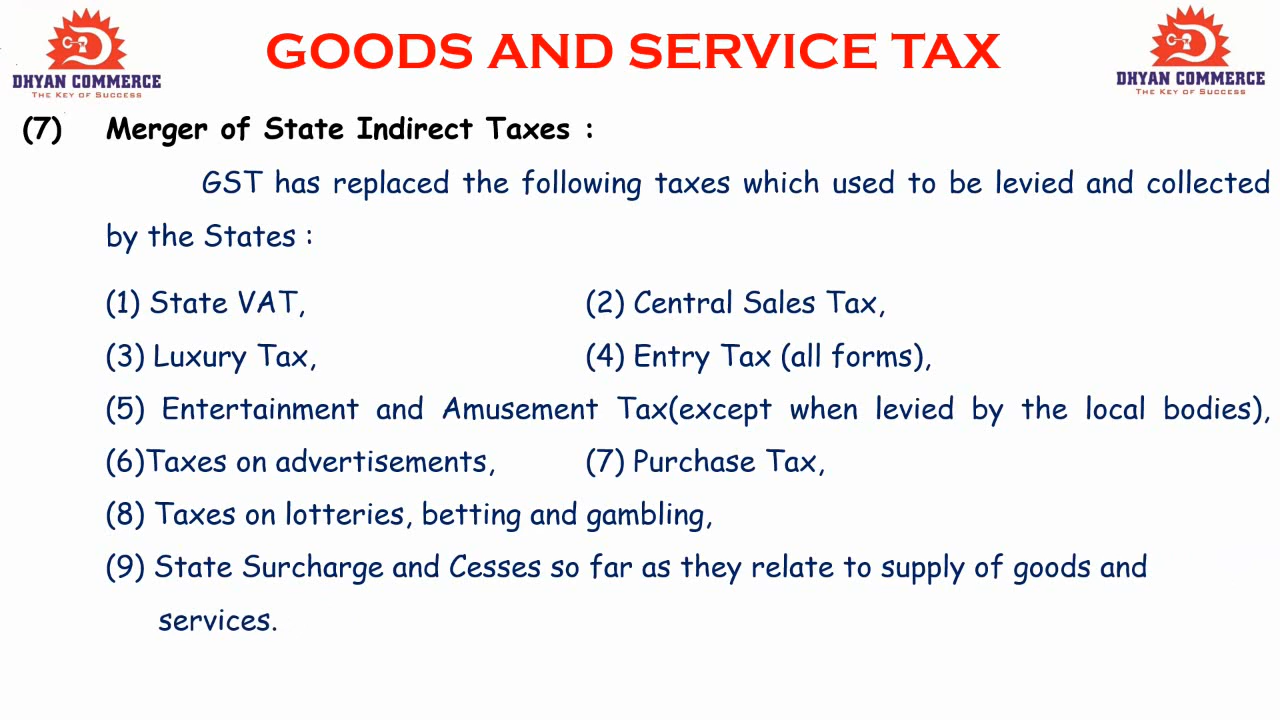 DHYAN COMMERCE
The Key of Success
GOODS AND SERVICE TAX
DHYAN COMMERCE
The Key of Success
(7) Merger of State Indirect Taxes :
GST has replaced the following taxes which used to be levied and collected
by the States :
(1) State VAT, (2) Central Sales Tax,
(3) Luxury Tax, (4) Entry Tax (all forms),
(5) Entertainment and Amusement Tax(except when levied by the local bodies),
(6)Taxes on advertisements, (7) Purchase Tax,
(8) Taxes on lotteries, betting and gambling,
(9) State Surcharge and Cesses so far as they relate to supply of goods and
services.